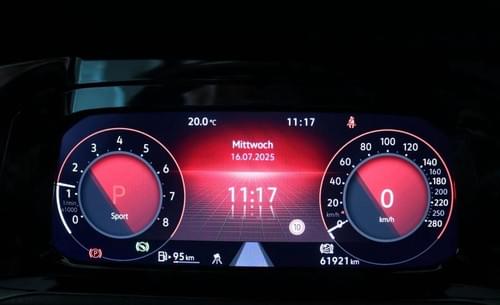 20.0 °C
11:17
Mittwoch
16.07.2025
11:17
10
0 1 2 3 4 5 6 7 8
1/min
x1000
P
Sport
0 20 40 60 80 100 120 140 160 180 200 220 240 280
km/h
0
km/h
P
95 km
61921 km